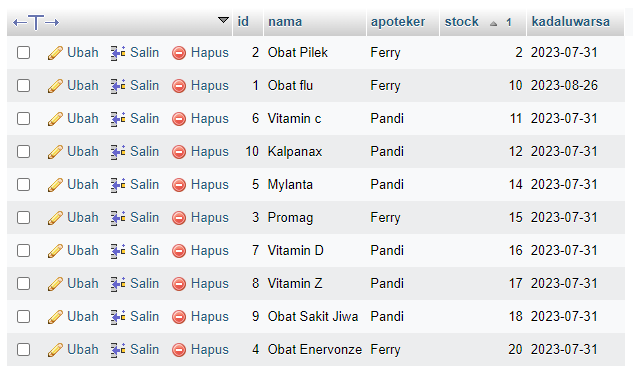 id nama apoteker stock 1 kadaluwarsa
Ubah Salin Hapus 2 Obat Pilek Ferry 2 2023-07-31
Ubah Salin Hapus 1 Obat flu Ferry 10 2023-08-26
Ubah Salin Hapus 6 Vitamin c Pandi 11 2023-07-31
Ubah Salin Hapus 10 Kalpanax Pandi 12 2023-07-31
Ubah Salin Hapus 5 Mylanta Pandi 14 2023-07-31
Ubah Salin Hapus 3 Promag Ferry 15 2023-07-31
Ubah Salin Hapus 7 Vitamin D Pandi 16 2023-07-31
Ubah Salin Hapus 8 Vitamin Z Pandi 17 2023-07-31
Ubah Salin Hapus 9 Obat Sakit Jiwa Pandi 18 2023-07-31
Ubah Salin Hapus 4 Obat Enervonze Ferry 20 2023-07-31